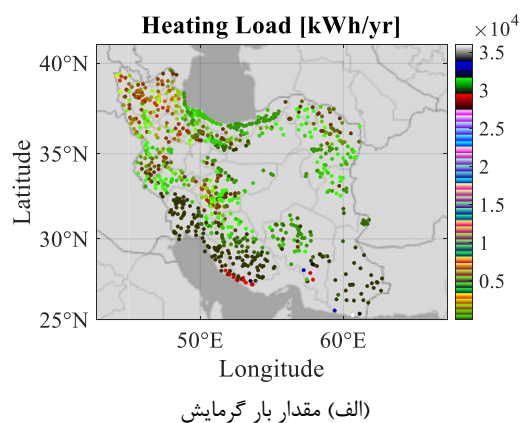 Heating Load [kWh/yr]
×10⁴
40°N
35°N
30°N
25°N
Latitude
50°E 60°E
Longitude
3.5
3
2.5
2
1.5
1
0.5
(الف) مقدار بار گرمایش